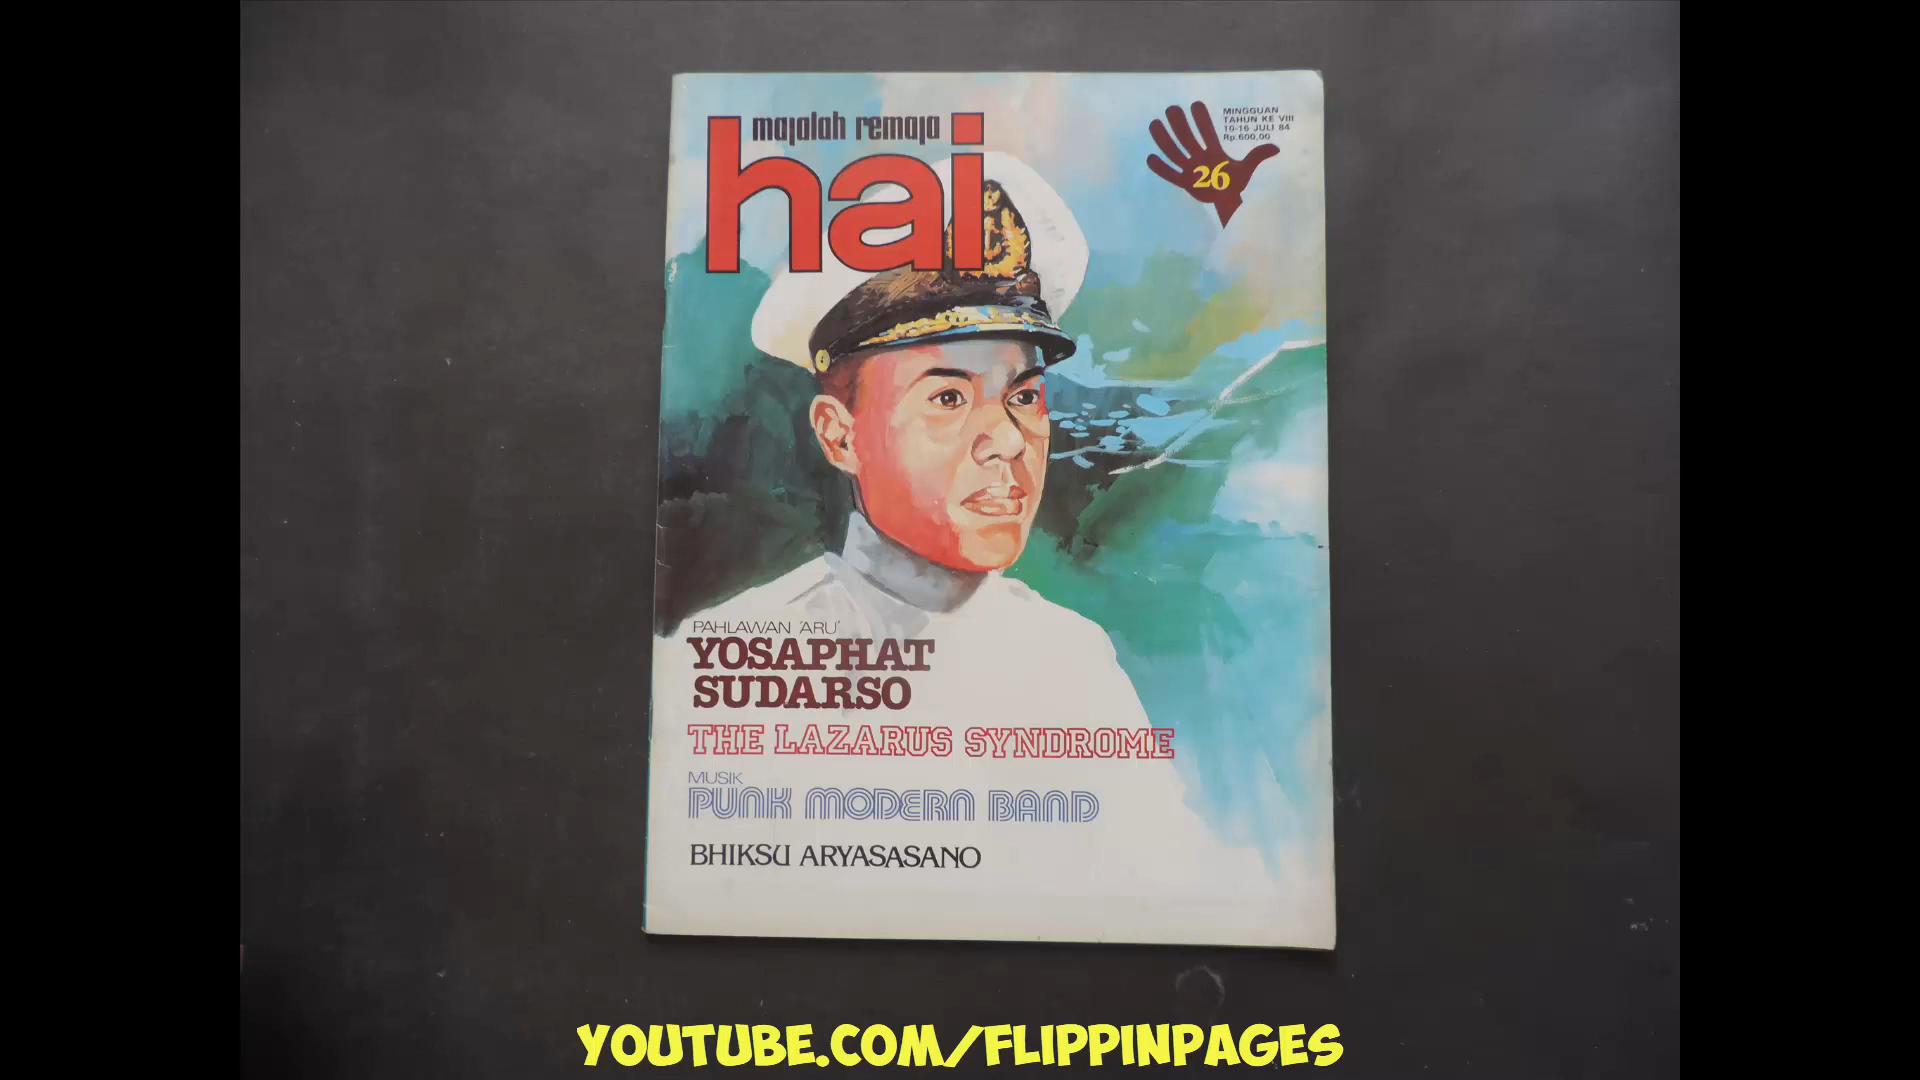 majalah remaja
hai
MINGGUAN
TAHUN KE VIII
10-16 JULI 84
Rp.600,00
26
PAHLAWAN 'ARU'
YOSAPHAT
SUDARSO
THE LAZARUS SYNDROME
MUSIK
PUNK MODERN BAND
BHIKSU ARYASASANO
YOUTUBE.COM/FLIPPINPAGES